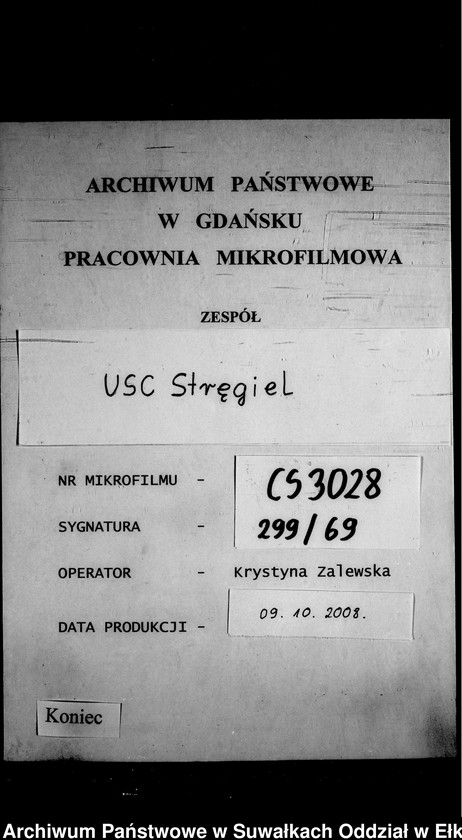 ARCHIWUM PAŃSTWOWE
W GDAŃSKU
PRACOWNIA MIKROFILMOWA
ZESPÓŁ
USC Stręgiel
NR MIKROFILMU - CS3028
SYGNATURA - 299/69
OPERATOR - Krystyna Zalewska
DATA PRODUKCJI - 09. 10. 2008.
Koniec
Archiwum Państwowe w Suwałkach Oddział w Ełk